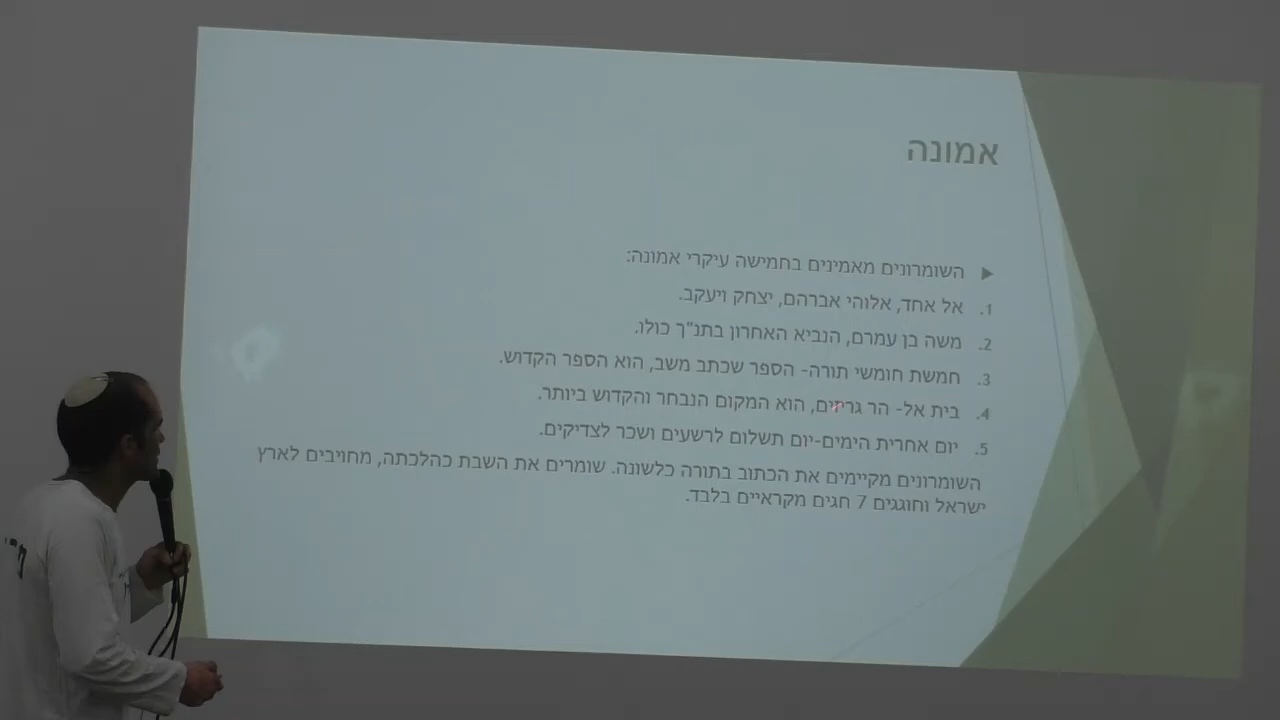 אמונה
השומרונים מאמינים בחמישה עיקרי אמונה:
1. אל אחד, אלוהי אברהם, יצחק ויעקב.
2. משה בן עמרם, הנביא האחרון בתנ"ך כולו.
3. חמשת חומשי תורה- הספר שכתב משב, הוא הספר הקדוש.
4. בית אל- הר גריזים, הוא המקום הנבחר והקדוש ביותר.
5. יום אחרית הימים-יום תשלום לרשעים ושכר לצדיקים.
השומרונים מקיימים את הכתוב בתורה כלשונה. שומרים את השבת כהלכתה, מחויבים לארץ
ישראל וחוגגים 7 חגים מקראיים בלבד.